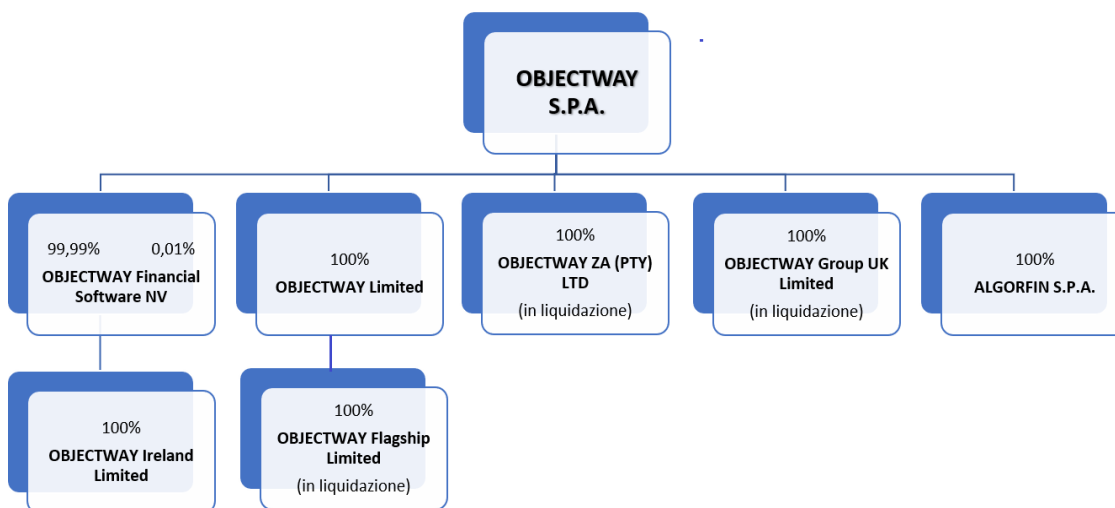 OBJECTWAY
S.P.A.
99,99% 0,01%
OBJECTWAY Financial
Software NV
100%
OBJECTWAY Limited
100%
OBJECTWAY ZA (PTY)
LTD
(in liquidazione)
100%
OBJECTWAY Group UK
Limited
(in liquidazione)
100%
ALGORFIN S.P.A.
100%
OBJECTWAY Ireland
Limited
100%
OBJECTWAY Flagship
Limited
(in liquidazione)